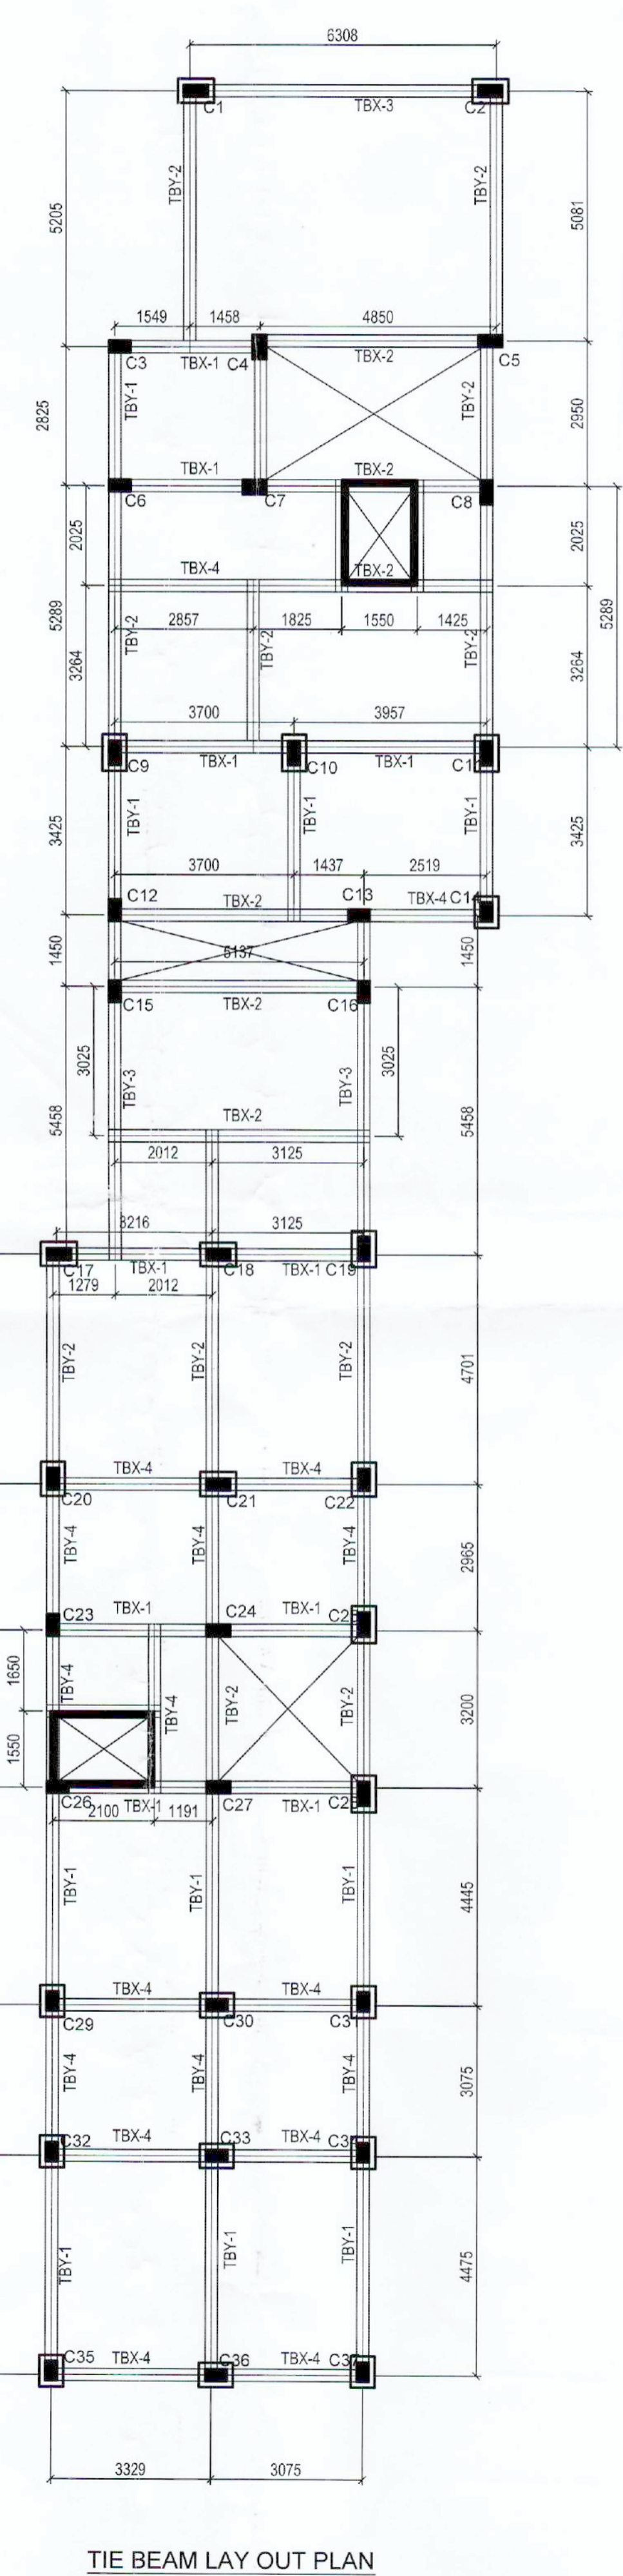 6308
C1
TBX-3
C2
TBY-2
TBY-2
5205
5081
1549
1458
4850
C3
TBX-1
C4
TBX-2
C5
TBY-1
TBY-2
2825
2950
TBX-1
TBX-2
C6
C7
C8
2025
2025
TBX-4
TBX-2
5289
5289
2857
1825
1550
1425
TBY-2
TBY-2
TBY-2
3264
3264
3700
3957
C9
TBX-1
C10
TBX-1
C11
TBY-1
TBY-1
TBY-1
3425
3425
3700
1437
2519
C12
TBX-2
C13
TBX-4
C14
1450
5137
1450
C15
TBX-2
C16
3025
3025
TBY-3
TBY-3
5458
5458
TBX-2
2012
3125
3216
3125
C17
TBX-1
C18
TBX-1
C19
1279
2012
TBY-2
TBY-2
TBY-2
4701
TBX-4
TBX-4
C20
C21
C22
TBY-4
TBY-4
TBY-4
2965
C23
TBX-1
C24
TBX-1
1650
TBY-4
TBY-4
TBY-2
TBY-2
3200
1550
C26
2100
TBX-1
1191
C27
TBX-1
TBY-1
TBY-1
TBY-1
4445
TBX-4
TBX-4
C29
C30
TBY-4
TBY-4
TBY-4
3075
C32
TBX-4
C33
TBX-4
TBY-1
TBY-1
TBY-1
4475
C35
TBX-4
C36
TBX-4
C37
3329
3075
TIE BEAM LAY OUT PLAN